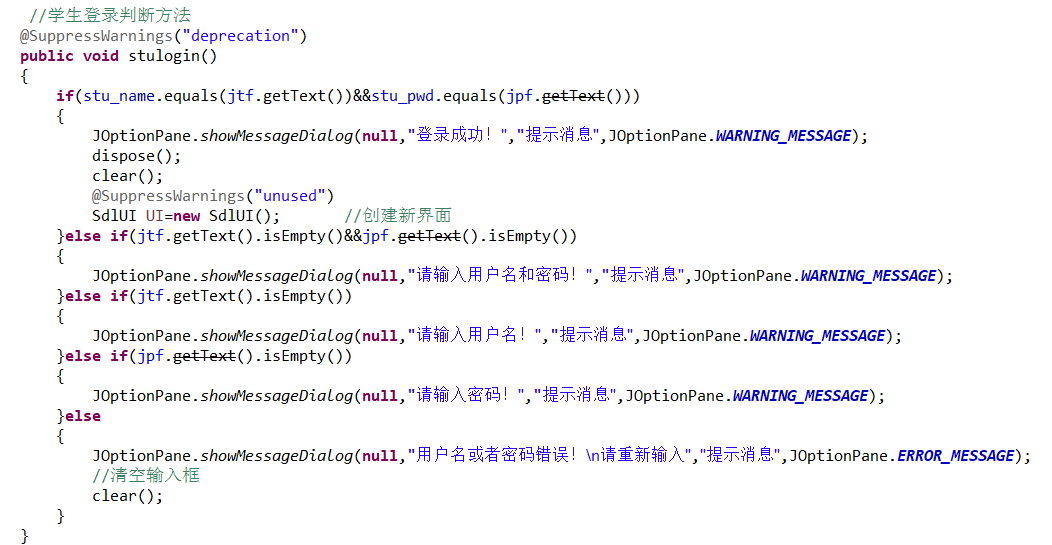 //学生登录判断方法
@SuppressWarnings("deprecation")
public void stulogin()
{
    if(stu_name.equals(jtf.getText())&&stu_pwd.equals(jpf.getText()))
    {
        JOptionPane.showMessageDialog(null,"登录成功！","提示消息",JOptionPane.WARNING_MESSAGE);
        dispose();
        clear();
        @SuppressWarnings("unused")
        SdlUI UI=new SdlUI();        //创建新界面
    }else if(jtf.getText().isEmpty()&&jpf.getText().isEmpty())
    {
        JOptionPane.showMessageDialog(null,"请输入用户名和密码！","提示消息",JOptionPane.WARNING_MESSAGE);
    }else if(jtf.getText().isEmpty())
    {
        JOptionPane.showMessageDialog(null,"请输入用户名！","提示消息",JOptionPane.WARNING_MESSAGE);
    }else if(jpf.getText().isEmpty())
    {
        JOptionPane.showMessageDialog(null,"请输入密码！","提示消息",JOptionPane.WARNING_MESSAGE);
    }else
    {
        JOptionPane.showMessageDialog(null,"用户名或者密码错误！\n请重新输入","提示消息",JOptionPane.ERROR_MESSAGE);
        //清空输入框
        clear();
    }
}